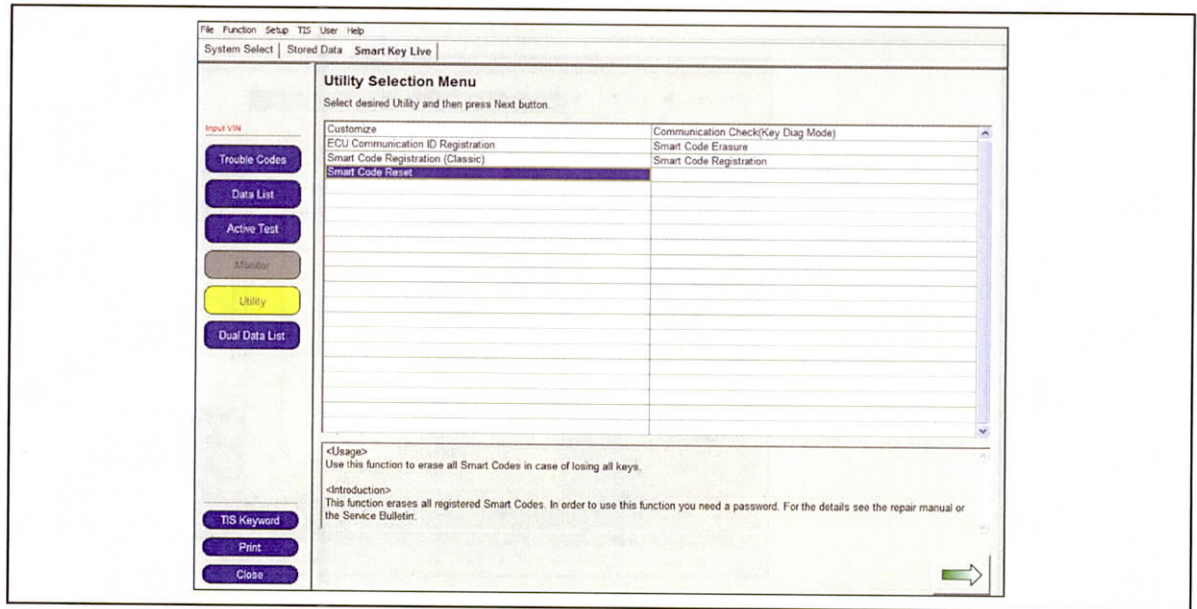 File Function Setup TIS User Help
System Select Stored Data Smart Key Live
Utility Selection Menu
Select desired Utility and then press Next button.
Input VIN
Trouble Codes
Data List
Active Test
Monitor
Utility
Dual Data List
TIS Keyword
Print
Close
Customize Communication Check(Key Diag Mode)
ECU Communication ID Registration Smart Code Erasure
Smart Code Registration (Classic) Smart Code Registration
Smart Code Reset
<Usage>
Use this function to erase all Smart Codes in case of losing all keys.
<Introduction>
This function erases all registered Smart Codes. In order to use this function you need a password. For the details see the repair manual or
the Service Bulletin.